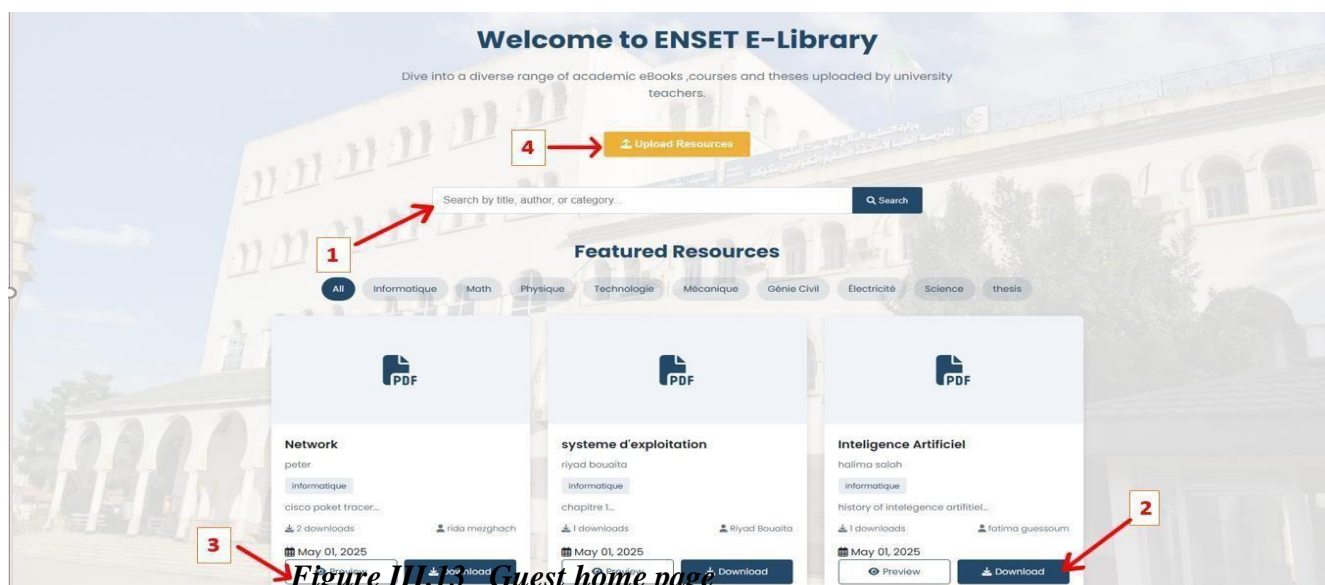 Welcome to ENSET E-Library
Dive into a diverse range of academic eBooks ,courses and theses uploaded by university
teachers.
4
Upload Resources
Search by title, author, or category...
Search
1
Featured Resources
All Informatique Math Physique Technologie Mécanique Génie Civil Électricité Science thesis
PDF PDF PDF
Network systeme d'exploitation Inteligence Artificiel
peter riyad bouaita halima salah
informatique informatique informatique
cisco paket tracer... chapitre 1... history of intelegence artifitiel...
2
2 downloads rida mezghach 1 downloads Riyad Bouaita 1 downloads fatima guessoum
3
May 01, 2025 May 01, 2025 May 01, 2025
Preview Download Preview Download Preview Download
Figure III.13 Guest home page